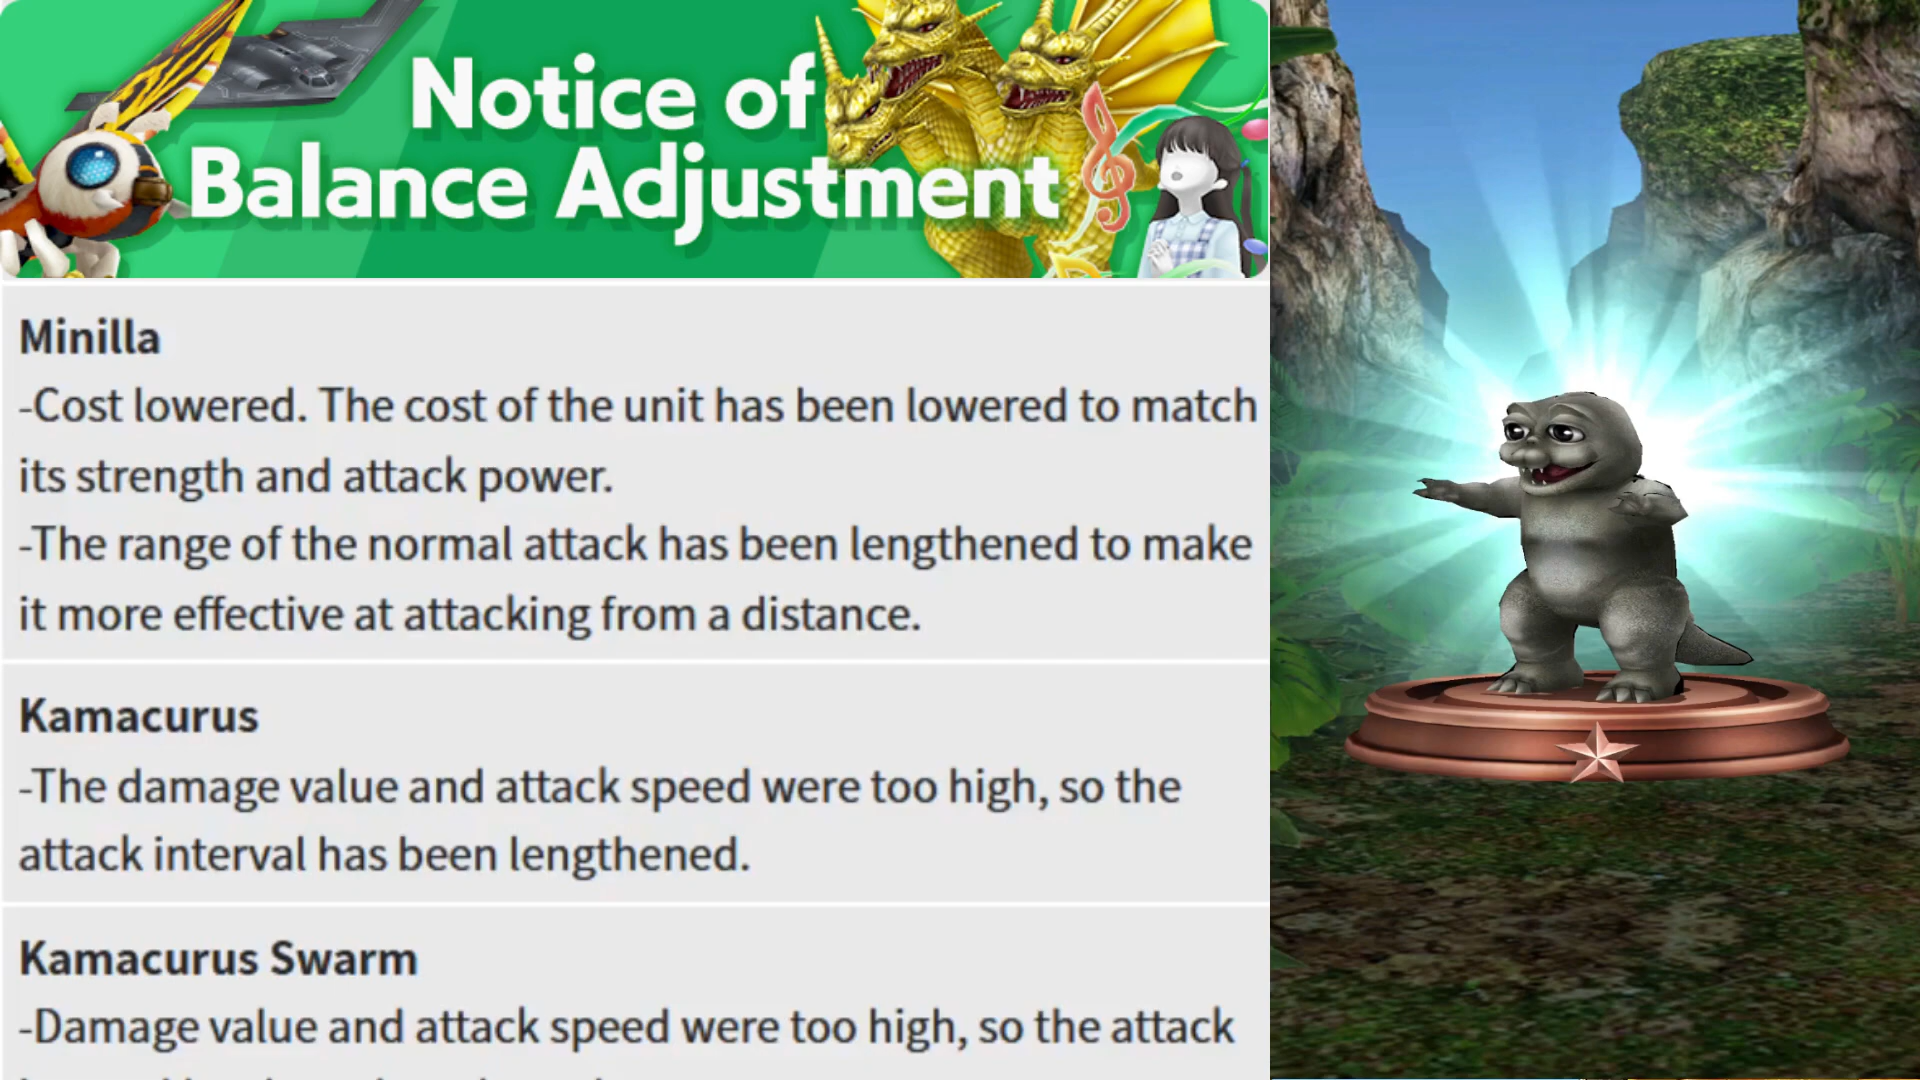 Notice of
Balance Adjustment
Minilla
-Cost lowered. The cost of the unit has been lowered to match
its strength and attack power.
-The range of the normal attack has been lengthened to make
it more effective at attacking from a distance.
Kamacurus
-The damage value and attack speed were too high, so the
attack interval has been lengthened.
Kamacurus Swarm
-Damage value and attack speed were too high, so the attack